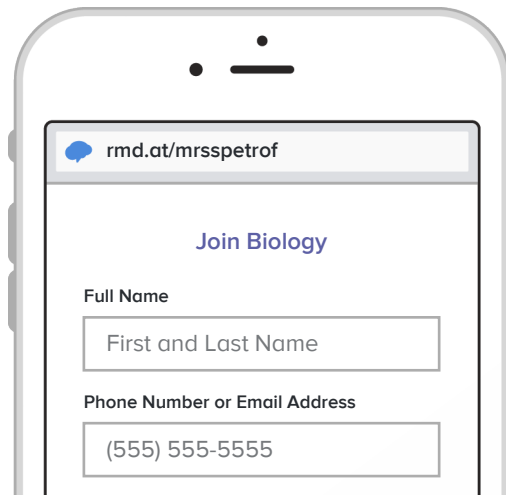 rmd.at/mrsspetrof
Join Biology
Full Name
First and Last Name
Phone Number or Email Address
(555) 555-5555